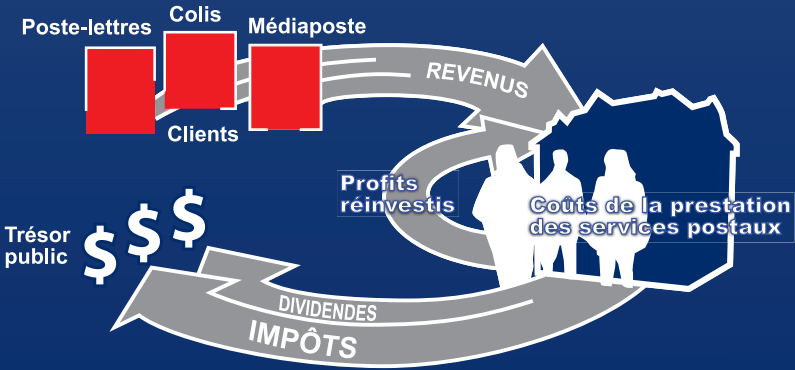 Colis
Poste-lettres
Médiaposte
REVENUS
Clients
Profits
réinvestis
Coûts de la prestation
des services postaux
Trésor
public
$ $ $
DIVIDENDES
IMPÔTS